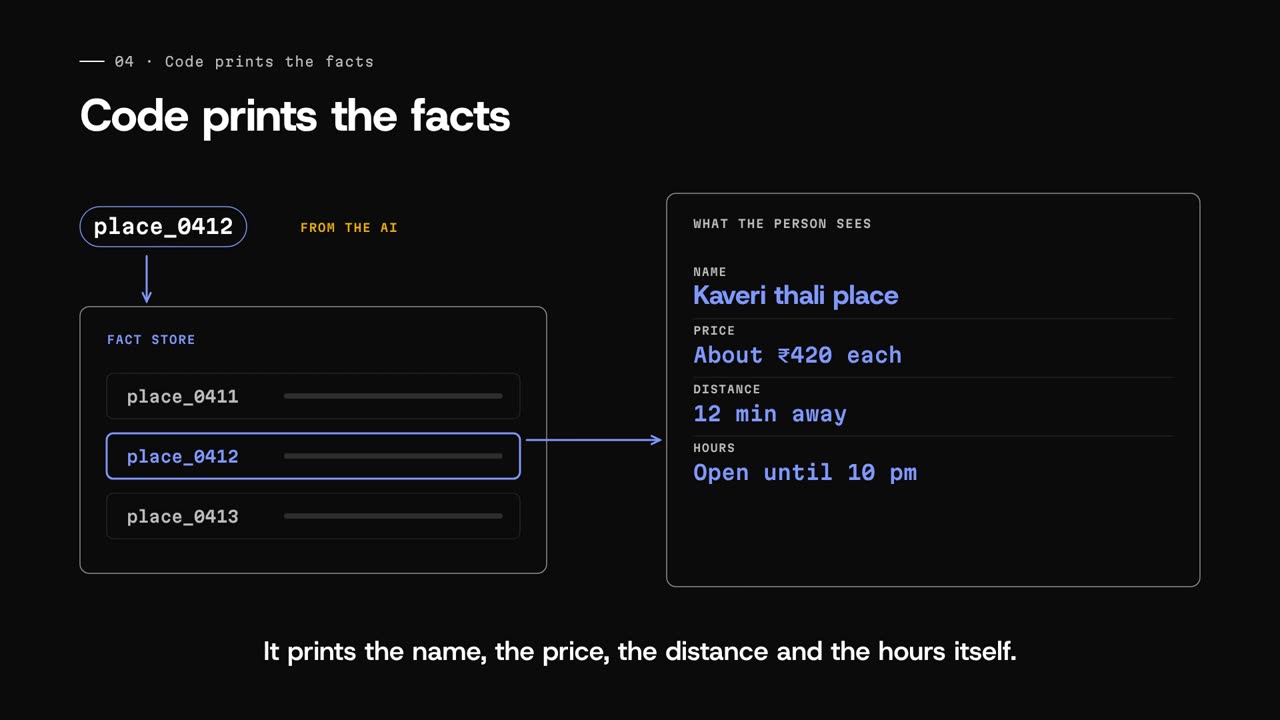 04 · Code prints the facts
Code prints the facts
place_0412
FROM THE AI
FACT STORE
place_0411
place_0412
place_0413
WHAT THE PERSON SEES
NAME
Kaveri thali place
PRICE
About ₹420 each
DISTANCE
12 min away
HOURS
Open until 10 pm
It prints the name, the price, the distance and the hours itself.